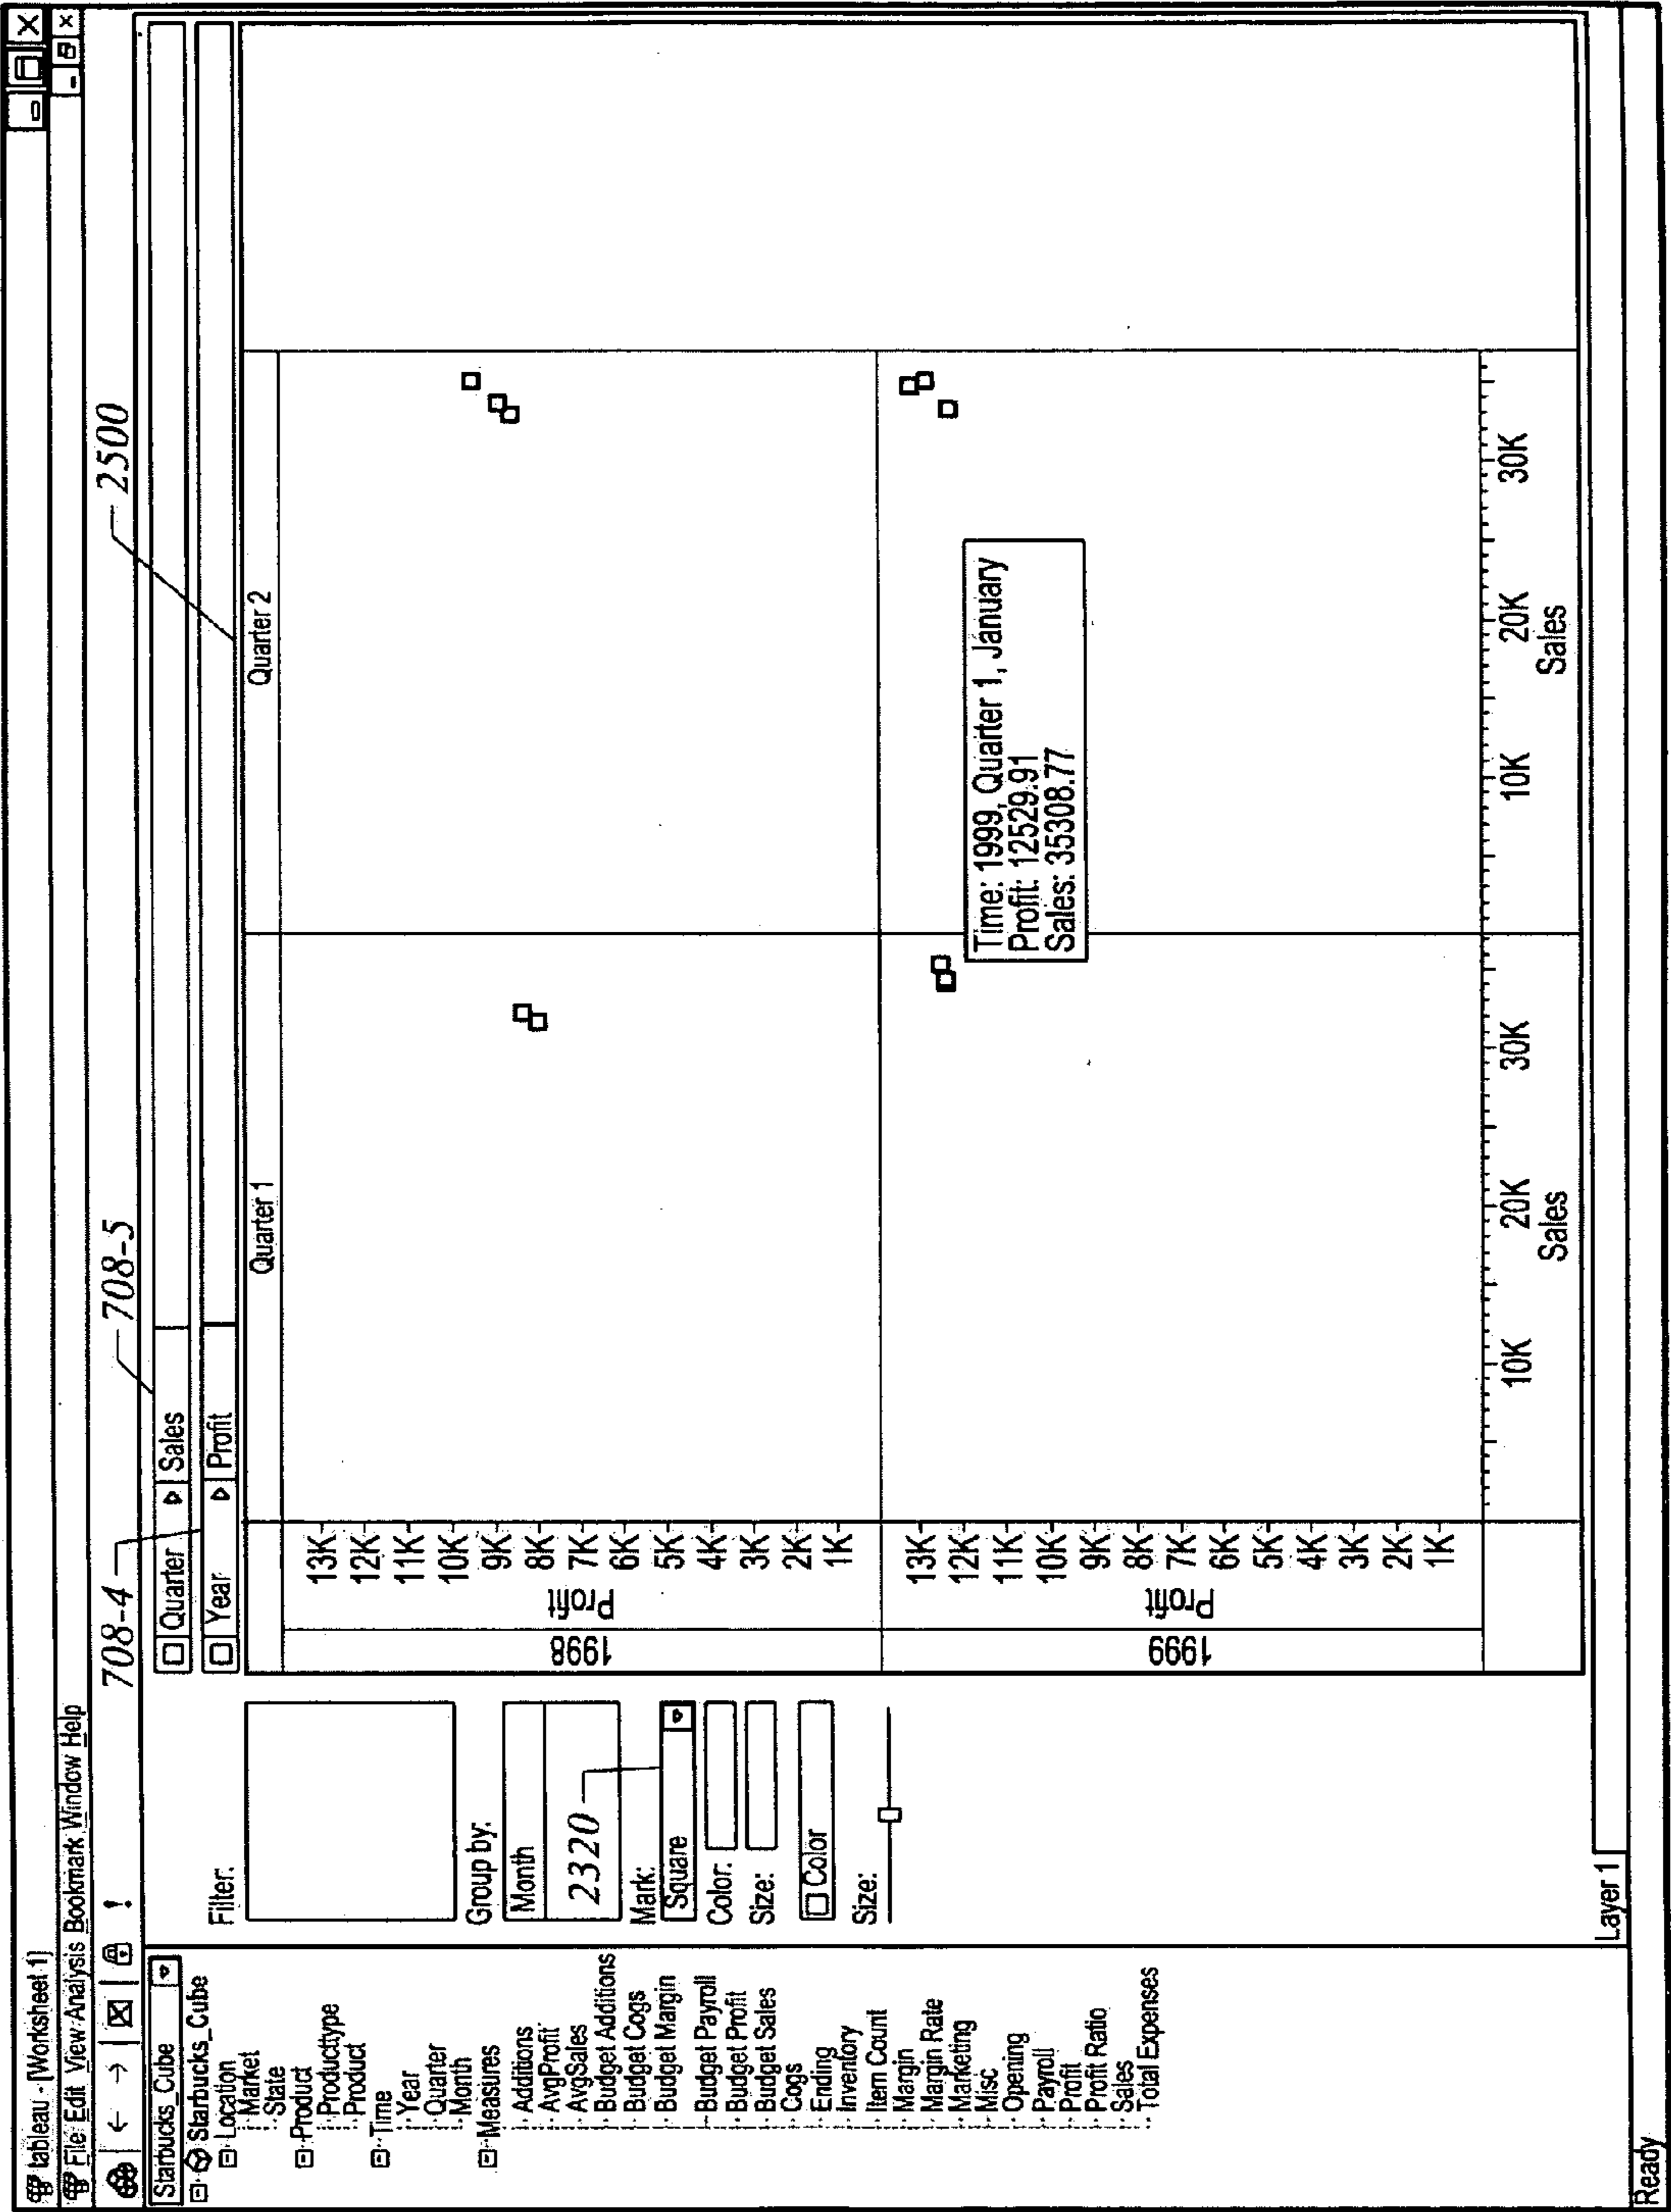 tableau - [Worksheet 1]
File Edit View Analysis Bookmark Window Help
708-4
708-5
2500
Starbucks_Cube
Starbucks_Cube
Location
Market
State
Product
Producttype
Product
Time
Year
Quarter
Month
Measures
Additions
AvgProfit
AvgSales
Budget Additions
Budget Cogs
Budget Margin
Budget Payroll
Budget Profit
Budget Sales
Cogs
Ending
Inventory
Item Count
Margin
Margin Rate
Marketing
Misc
Opening
Payroll
Profit
Profit Ratio
Sales
Total Expenses
Filter:
Group by:
Month
2320
Mark:
Square
Color:
Size:
Color
Size:
Quarter Sales
Year Profit
Quarter 1 Quarter 2
1998
Profit
13K
12K
11K
10K
9K
8K
7K
6K
5K
4K
3K
2K
1K
1999
Profit
13K
12K
11K
10K
9K
8K
7K
6K
5K
4K
3K
2K
1K
Time: 1999, Quarter 1, January
Profit: 12529.91
Sales: 35308.77
10K 20K 30K 10K 20K 30K
Sales Sales
Layer 1
Ready